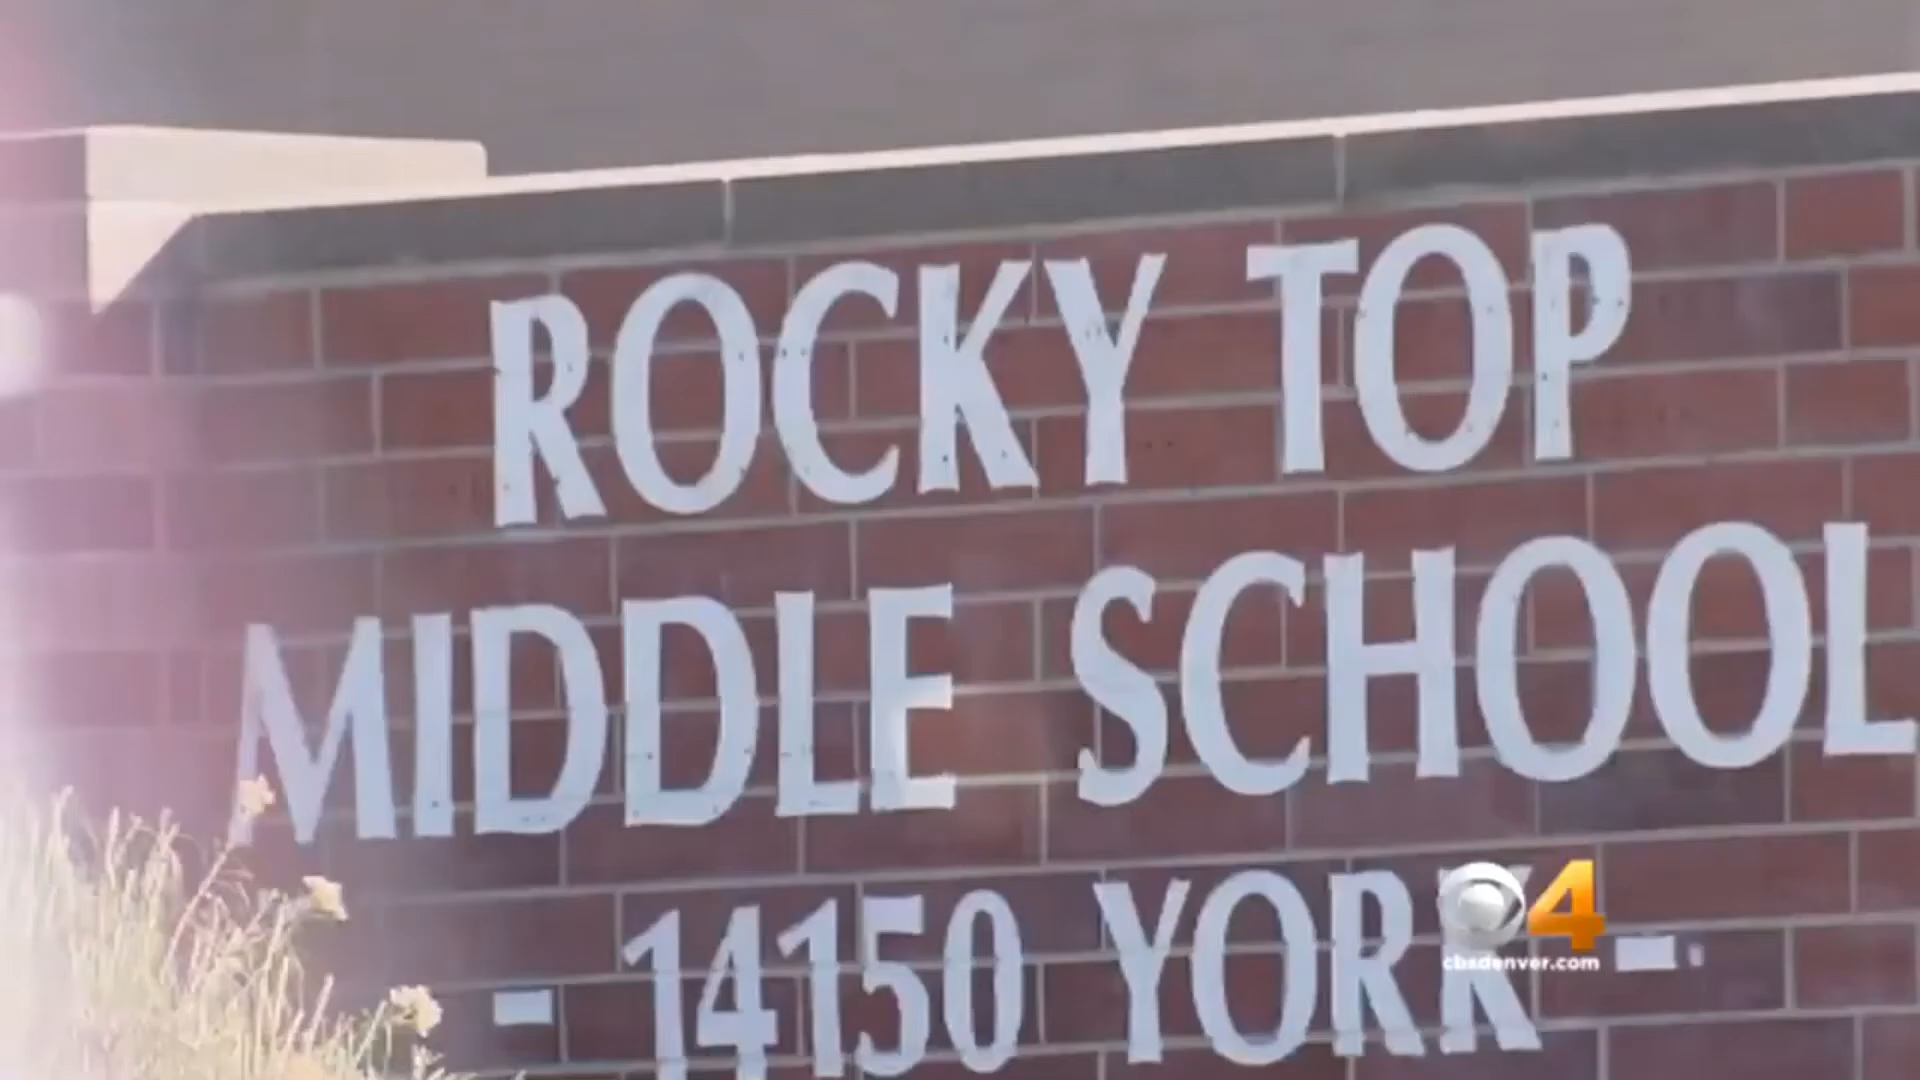 ROCKY TOP
MIDDLE SCHOOL
- 14150 YORK -
4
cbsdenver.com